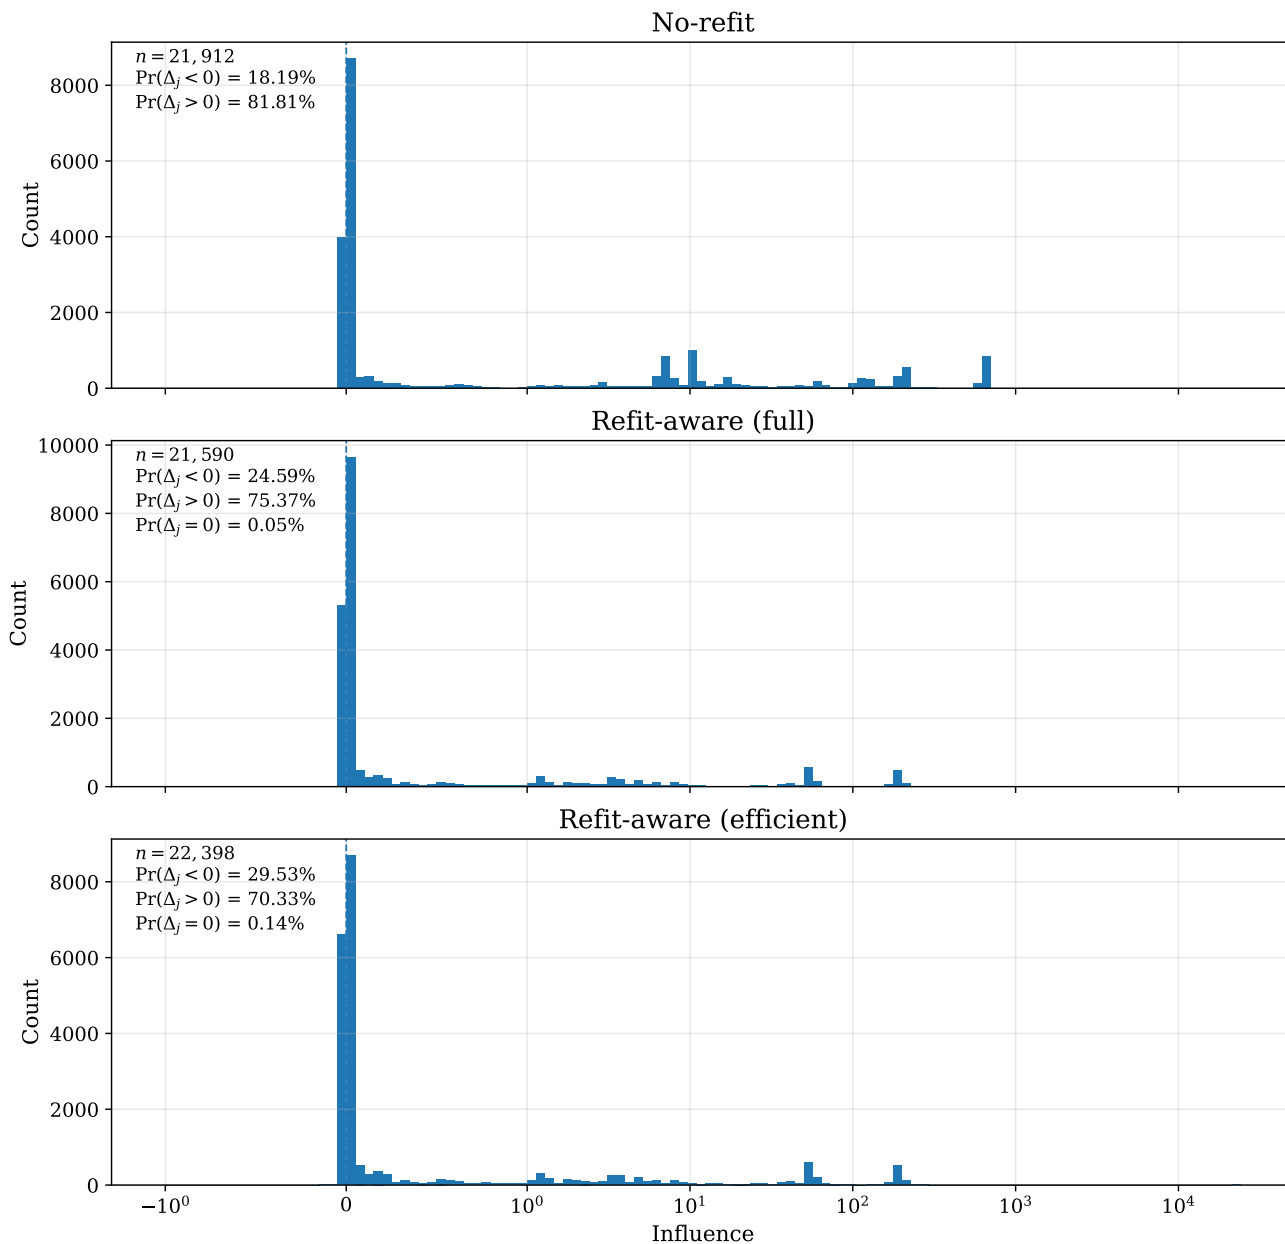 No-refit
n = 21, 912
Pr(Δj < 0) = 18.19%
Pr(Δj > 0) = 81.81%
8000
6000
4000
2000
0
Count
Refit-aware (full)
n = 21, 590
Pr(Δj < 0) = 24.59%
Pr(Δj > 0) = 75.37%
Pr(Δj = 0) = 0.05%
10000
8000
6000
4000
2000
0
Count
Refit-aware (efficient)
n = 22, 398
Pr(Δj < 0) = 29.53%
Pr(Δj > 0) = 70.33%
Pr(Δj = 0) = 0.14%
8000
6000
4000
2000
0
Count
−10⁰ 0 10⁰ 10¹ 10² 10³ 10⁴
Influence